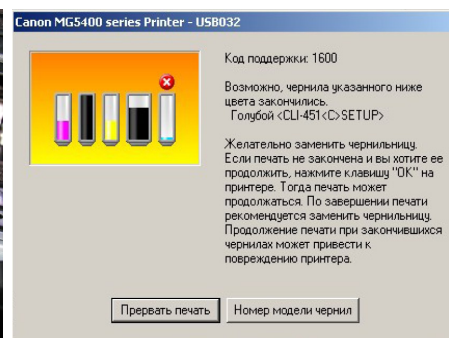 Canon MG5400 series Printer - USB032
Код поддержки: 1600
Возможно, чернила указанного ниже
цвета закончились.
Голубой <CLI-451<C>SETUP>
Желательно заменить чернильницу.
Если печать не закончена и вы хотите ее
продолжить, нажмите клавишу "OK" на
принтере. Тогда печать может
продолжаться. По завершении печати
рекомендуется заменить чернильницу.
Продолжение печати при закончившихся
чернилах может привести к
повреждению принтера.
Прервать печать
Номер модели чернил